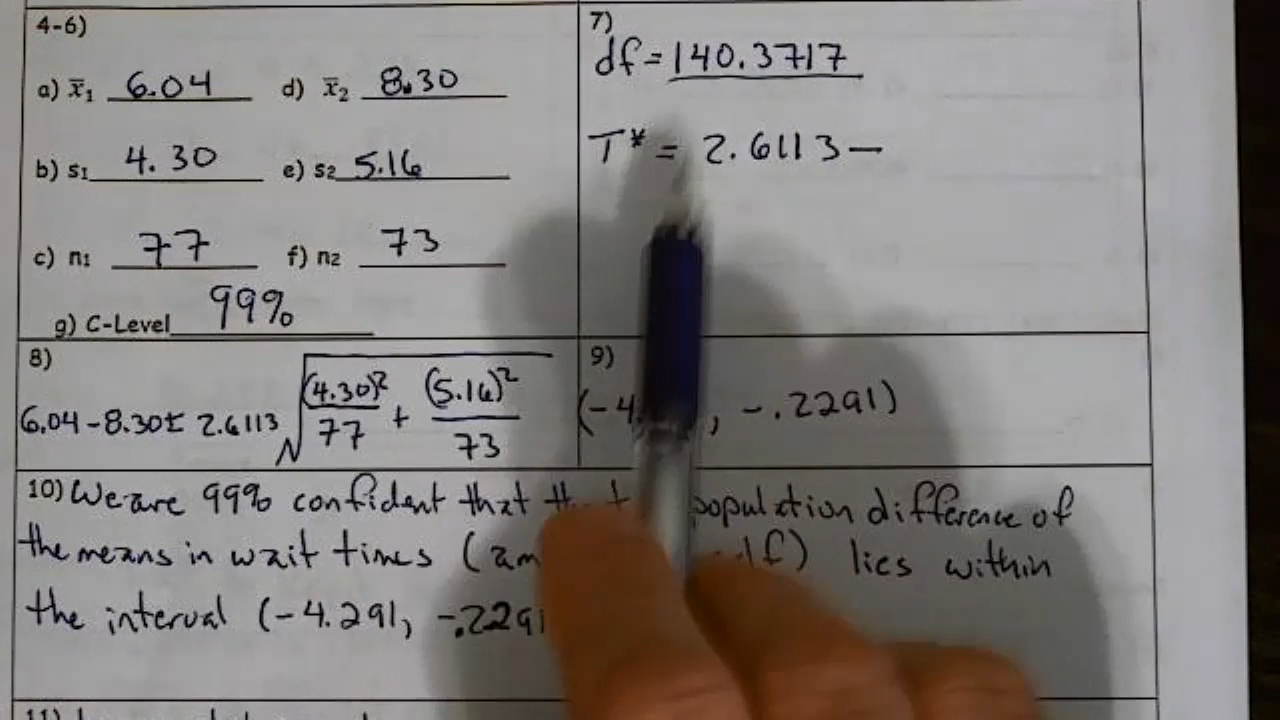 4-6)
a) x̄₁ 6.04 d) x̄₂ 8.30
b) s₁ 4.30 e) s₂ 5.16
c) n₁ 77 f) n₂ 73
g) C-Level 99%
7)
df = 140.3717
T* = 2.6113 —
8)
6.04 - 8.30 ± 2.6113 √((4.30)²/77 + (5.16)²/73)
9)
(-4 , -.2291)
10) We are 99% confident that population difference of
the means in wait times ( lies within
the interval (-4.291, -.2291
11)